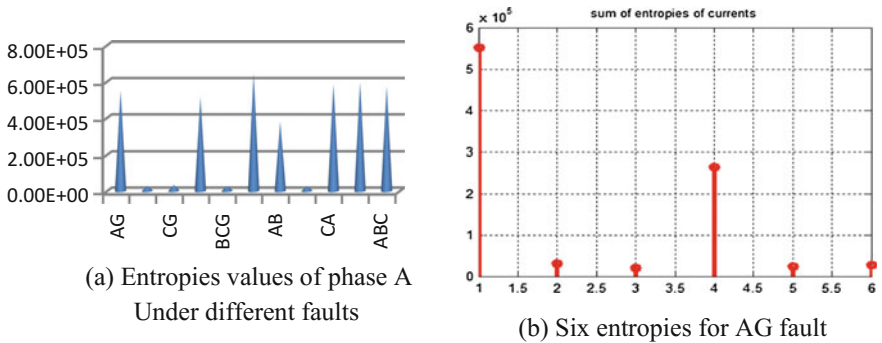 8.00E+05
6.00E+05
4.00E+05
2.00E+05
0.00E+00
AG
CG
BCG
AB
CA
ABC
(a) Entropies values of phase A
Under different faults
× 10⁵
sum of entropies of currents
6
5
4
3
2
1
0
1 1.5 2 2.5 3 3.5 4 4.5 5 5.5 6
(b) Six entropies for AG fault